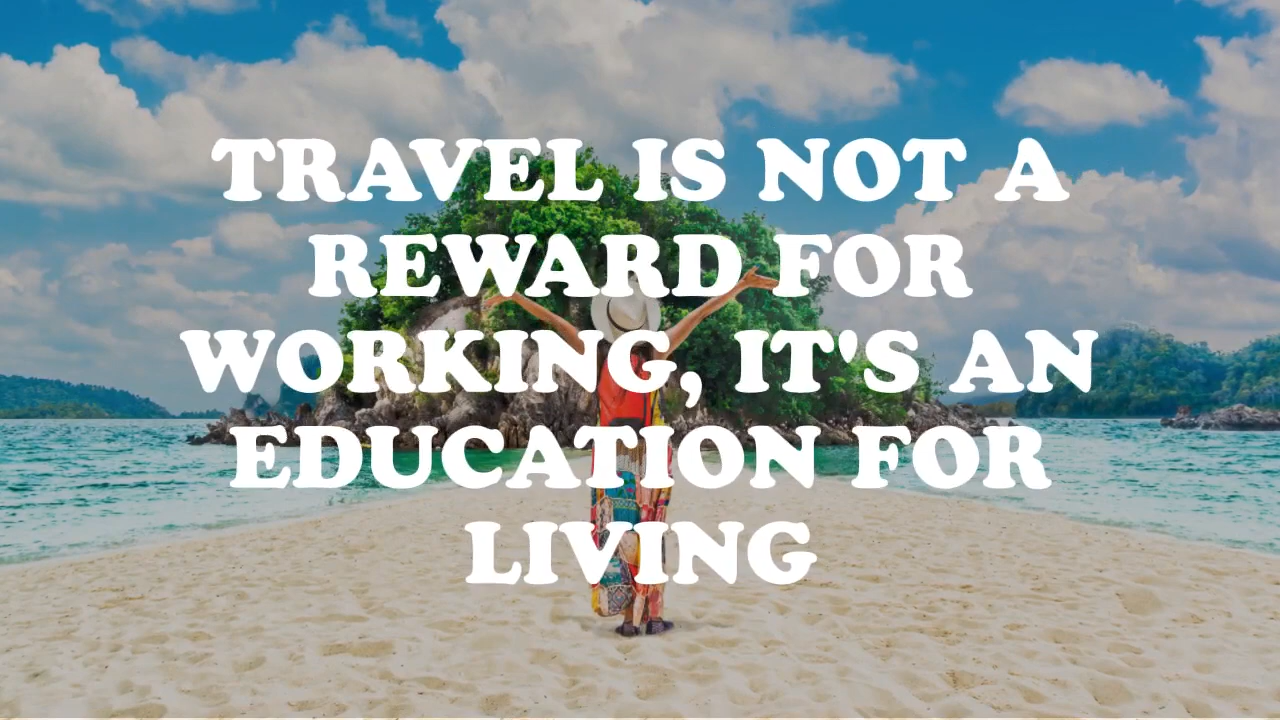 TRAVEL IS NOT A
REWARD FOR
WORKING, IT'S AN
EDUCATION FOR
LIVING